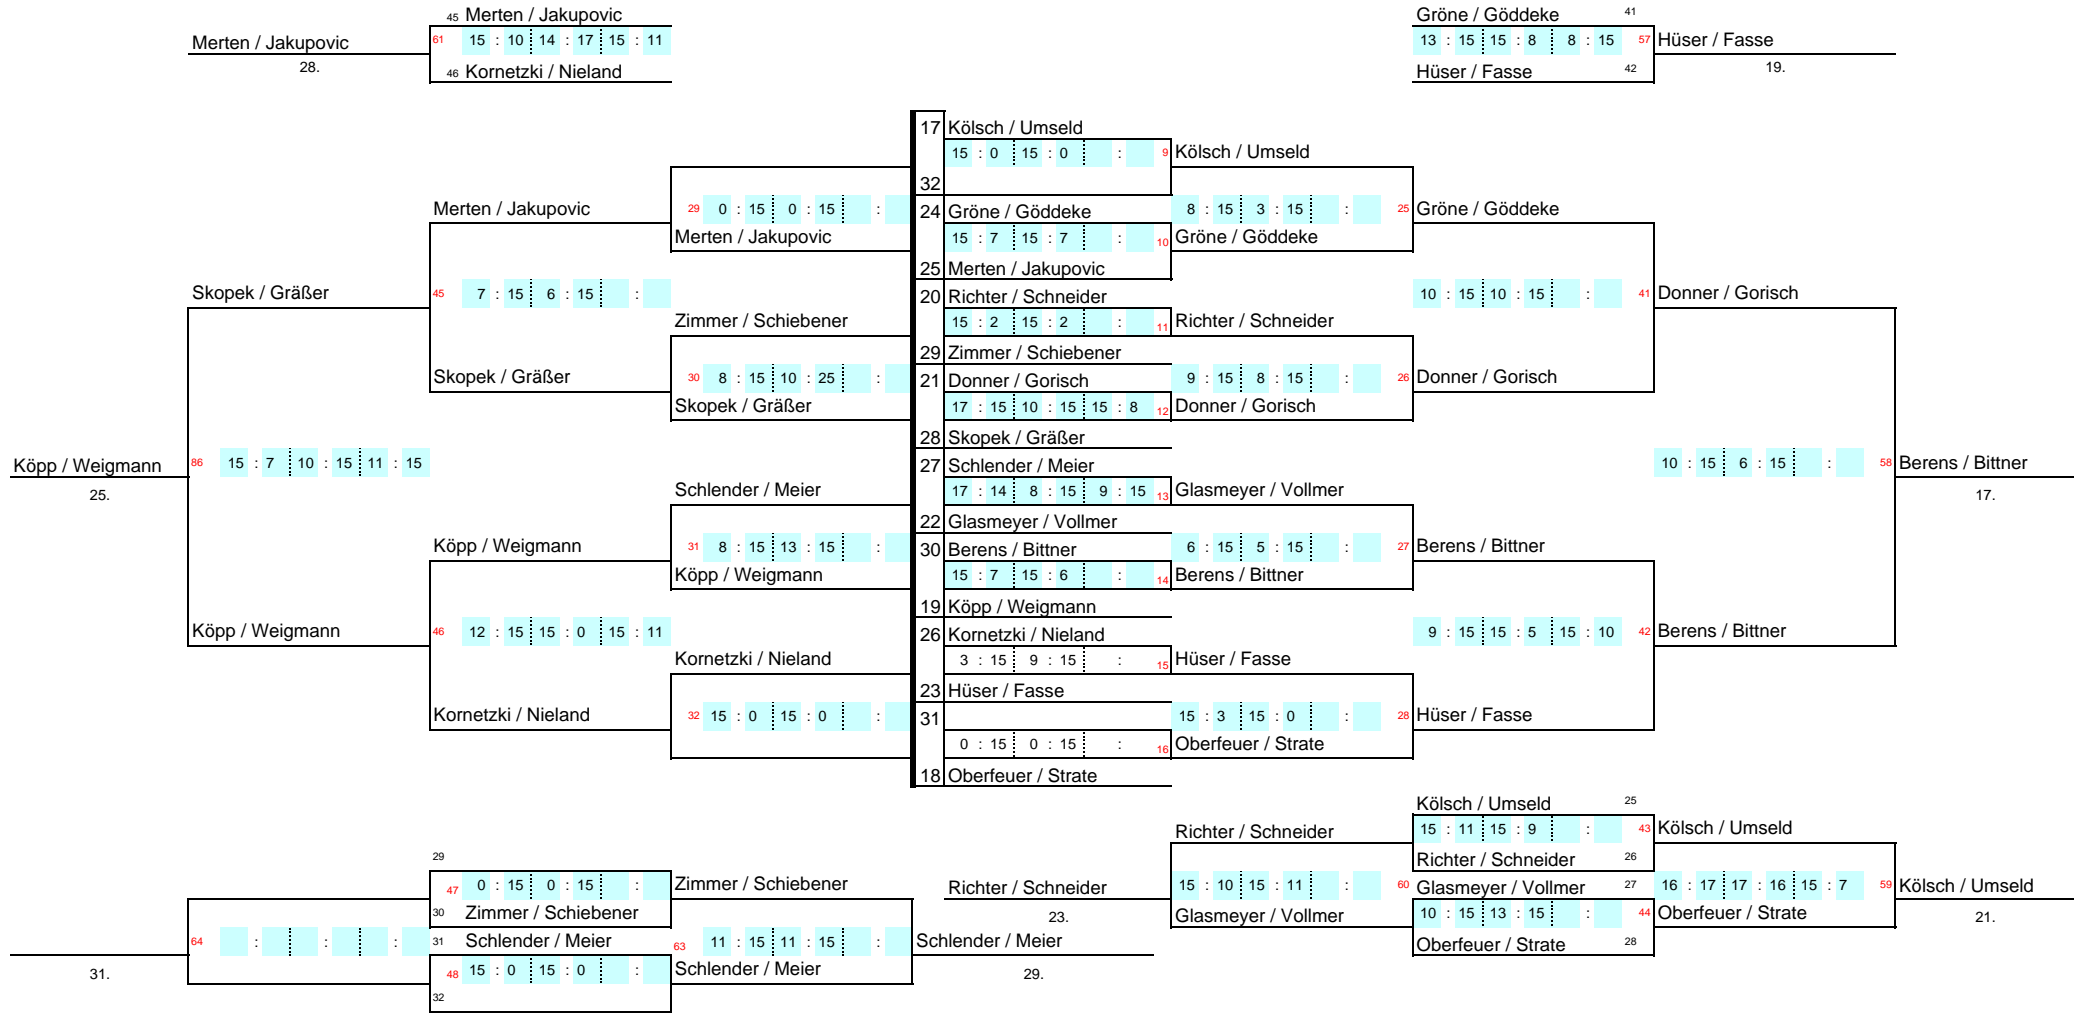 45 Merten / Jakupovic
Merten / Jakupovic 61 15 : 10 14 : 17 15 : 11
28. 46 Kornetzki / Nieland
Gröne / Göddeke 41
13 : 15 15 : 8 8 : 15 57 Hüser / Fasse
Hüser / Fasse 42 19.
17 Kölsch / Umseld
15 : 0 15 : 0 : 9 Kölsch / Umseld
32
Merten / Jakupovic 29 0 : 15 0 : 15 : 24 Gröne / Göddeke 8 : 15 3 : 15 : 25 Gröne / Göddeke
Merten / Jakupovic 15 : 7 15 : 7 : 10 Gröne / Göddeke
25 Merten / Jakupovic
Skopek / Gräßer 45 7 : 15 6 : 15 : 20 Richter / Schneider 10 : 15 10 : 15 : 41 Donner / Gorisch
Zimmer / Schiebener 15 : 2 15 : 2 : 11 Richter / Schneider
29 Zimmer / Schiebener
Skopek / Gräßer 30 8 : 15 10 : 25 : 21 Donner / Gorisch 9 : 15 8 : 15 : 26 Donner / Gorisch
Skopek / Gräßer 17 : 15 10 : 15 15 : 8 12 Donner / Gorisch
28 Skopek / Gräßer
Köpp / Weigmann 86 15 : 7 10 : 15 11 : 15 27 Schlender / Meier 10 : 15 6 : 15 : 58 Berens / Bittner
25. Schlender / Meier 17 : 14 8 : 15 9 : 15 13 Glasmeyer / Vollmer 17.
22 Glasmeyer / Vollmer
Köpp / Weigmann 31 8 : 15 13 : 15 : 30 Berens / Bittner 6 : 15 5 : 15 : 27 Berens / Bittner
Köpp / Weigmann 15 : 7 15 : 6 : 14 Berens / Bittner
19 Köpp / Weigmann
Köpp / Weigmann 46 12 : 15 15 : 0 15 : 11 26 Kornetzki / Nieland 9 : 15 15 : 5 15 : 10 42 Berens / Bittner
Kornetzki / Nieland 3 : 15 9 : 15 : 15 Hüser / Fasse
23 Hüser / Fasse
Kornetzki / Nieland 32 15 : 0 15 : 0 : 31 15 : 3 15 : 0 : 28 Hüser / Fasse
0 : 15 0 : 15 : 16 Oberfeuer / Strate
18 Oberfeuer / Strate
Kölsch / Umseld 25
Richter / Schneider 15 : 11 15 : 9 : 43 Kölsch / Umseld
29 Richter / Schneider 26
47 0 : 15 0 : 15 : Zimmer / Schiebener Richter / Schneider 15 : 10 15 : 11 : 60 Glasmeyer / Vollmer 27 16 : 17 17 : 16 15 : 7 59 Kölsch / Umseld
30 Zimmer / Schiebener 23. Glasmeyer / Vollmer 10 : 15 13 : 15 : 44 Oberfeuer / Strate 21.
64 : : : 31 Schlender / Meier 63 11 : 15 11 : 15 : Schlender / Meier Oberfeuer / Strate 28
31. 48 15 : 0 15 : 0 : Schlender / Meier 29.
32